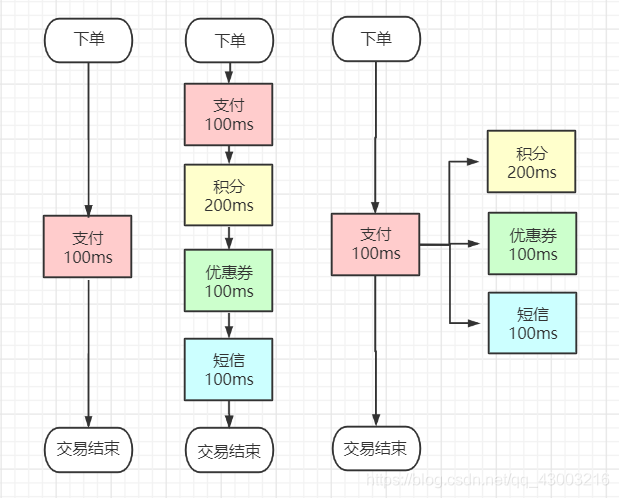 下单
支付
100ms
交易结束
下单
支付
100ms
积分
200ms
优惠券
100ms
短信
100ms
交易结束
下单
支付
100ms
积分
200ms
优惠券
100ms
短信
100ms
交易结束
https://blog.csdn.net/qq_43003216